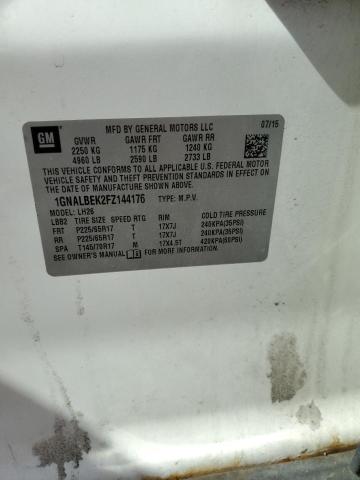 GM
MFD BY GENERAL MOTORS LLC 07/15
GVWR GAWR FRT GAWR RR
2250 KG 1175 KG 1240 KG
4960 LB 2590 LB 2733 LB
THIS VEHICLE CONFORMS TO ALL APPLICABLE U.S. FEDERAL MOTOR
VEHICLE SAFETY AND THEFT PREVENTION STANDARDS IN EFFECT ON
THE DATE OF MANUFACTURE SHOWN ABOVE.
1GNALBEK2FZ144176 TYPE: M.P.V.
MODEL: LH26
LBB2 TIRE SIZE SPEED RTG RIM COLD TIRE PRESSURE
FRT P225/65R17 T 17X7J 240KPA(35PSI)
RR P225/65R17 T 17X7J 240KPA(35PSI)
SPA T145/70R17 M 17X4.5T 420KPA(60PSI)
SEE OWNER'S MANUAL FOR MORE INFORMATION.